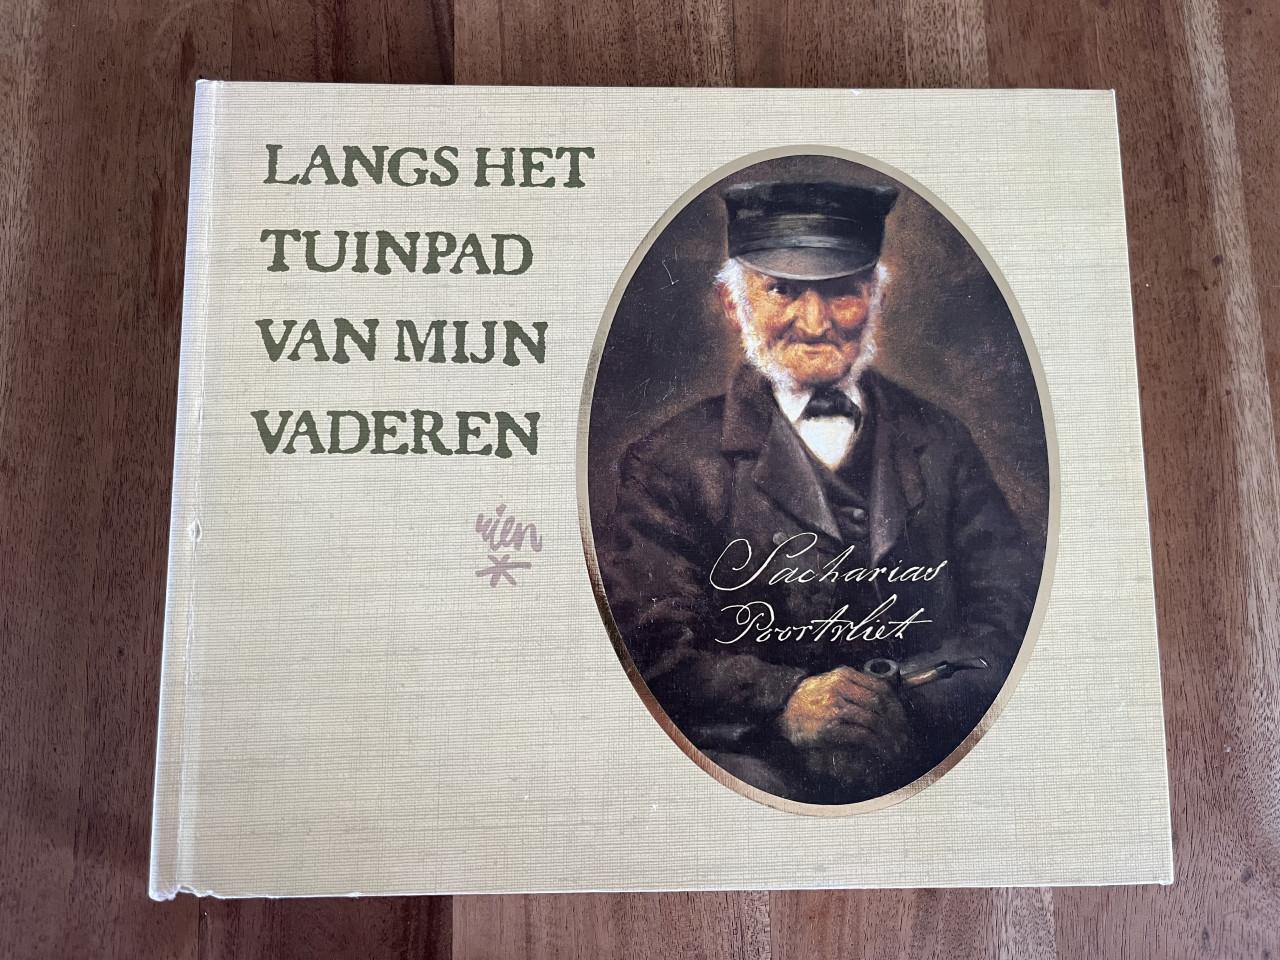 LANGS HET
TUINPAD
VAN MIJN
VADEREN
rien
Sacharias
Poortvliet